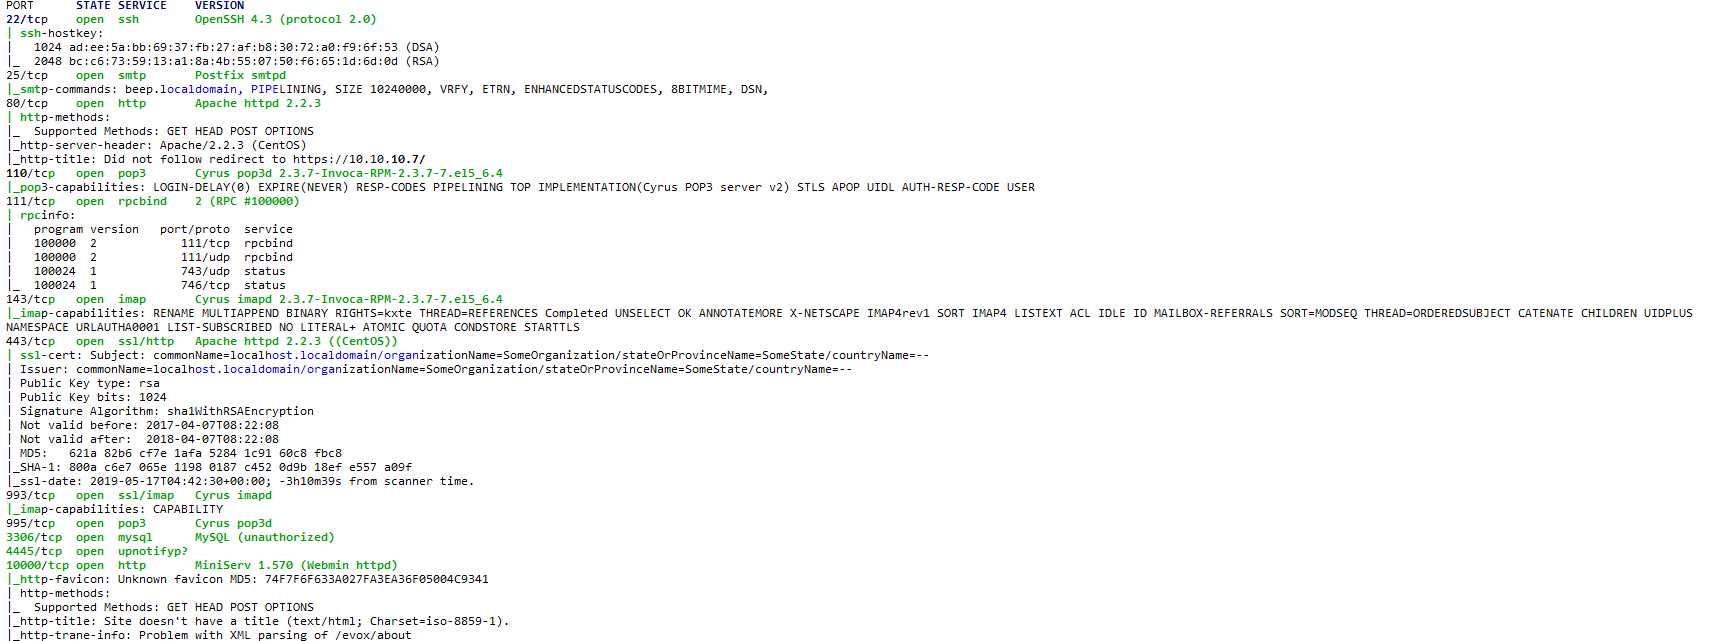 PORT      STATE SERVICE    VERSION
22/tcp    open  ssh        OpenSSH 4.3 (protocol 2.0)
| ssh-hostkey:
|   1024 ad:ee:5a:bb:69:37:fb:27:af:b8:30:72:a0:f9:6f:53 (DSA)
|_  2048 bc:c6:73:59:13:a1:8a:4b:55:07:50:f6:65:1d:6d:0d (RSA)
25/tcp    open  smtp       Postfix smtpd
|_smtp-commands: beep.localdomain, PIPELINING, SIZE 10240000, VRFY, ETRN, ENHANCEDSTATUSCODES, 8BITMIME, DSN,
80/tcp    open  http       Apache httpd 2.2.3
| http-methods:
|_  Supported Methods: GET HEAD POST OPTIONS
|_http-server-header: Apache/2.2.3 (CentOS)
|_http-title: Did not follow redirect to https://10.10.10.7/
110/tcp   open  pop3       Cyrus pop3d 2.3.7-Invoca-RPM-2.3.7-7.el5_6.4
|_pop3-capabilities: LOGIN-DELAY(0) EXPIRE(NEVER) RESP-CODES PIPELINING TOP IMPLEMENTATION(Cyrus POP3 server v2) STLS APOP UIDL AUTH-RESP-CODE USER
111/tcp   open  rpcbind    2 (RPC #100000)
| rpcinfo:
|   program version   port/proto  service
|   100000  2            111/tcp  rpcbind
|   100000  2            111/udp  rpcbind
|   100024  1            743/udp  status
|_  100024  1            746/tcp  status
143/tcp   open  imap       Cyrus imapd 2.3.7-Invoca-RPM-2.3.7-7.el5_6.4
|_imap-capabilities: RENAME MULTIAPPEND BINARY RIGHTS=kxte THREAD=REFERENCES Completed UNSELECT OK ANNOTATEMORE X-NETSCAPE IMAP4rev1 SORT IMAP4 LISTEXT ACL IDLE ID MAILBOX-REFERRALS SORT=MODSEQ THREAD=ORDEREDSUBJECT CATENATE CHILDREN UIDPLUS
NAMESPACE URLAUTHA0001 LIST-SUBSCRIBED NO LITERAL+ ATOMIC QUOTA CONDSTORE STARTTLS
443/tcp   open  ssl/http   Apache httpd 2.2.3 ((CentOS))
| ssl-cert: Subject: commonName=localhost.localdomain/organizationName=SomeOrganization/stateOrProvinceName=SomeState/countryName=--
| Issuer: commonName=localhost.localdomain/organizationName=SomeOrganization/stateOrProvinceName=SomeState/countryName=--
| Public Key type: rsa
| Public Key bits: 1024
| Signature Algorithm: sha1WithRSAEncryption
| Not valid before: 2017-04-07T08:22:08
| Not valid after:  2018-04-07T08:22:08
| MD5:   621a 82b6 cf7e 1afa 5284 1c91 60c8 fbc8
|_SHA-1: 800a c6e7 065e 1198 0187 c452 0d9b 18ef e557 a09f
|_ssl-date: 2019-05-17T04:42:30+00:00; -3h10m39s from scanner time.
993/tcp   open  ssl/imap   Cyrus imapd
|_imap-capabilities: CAPABILITY
995/tcp   open  pop3       Cyrus pop3d
3306/tcp  open  mysql      MySQL (unauthorized)
4445/tcp  open  upnotifyp?
10000/tcp open  http       MiniServ 1.570 (Webmin httpd)
|_http-favicon: Unknown favicon MD5: 74F7F6F633A027FA3EA36F05004C9341
| http-methods:
|_  Supported Methods: GET HEAD POST OPTIONS
|_http-title: Site doesn't have a title (text/html; Charset=iso-8859-1).
|_http-trane-info: Problem with XML parsing of /evox/about